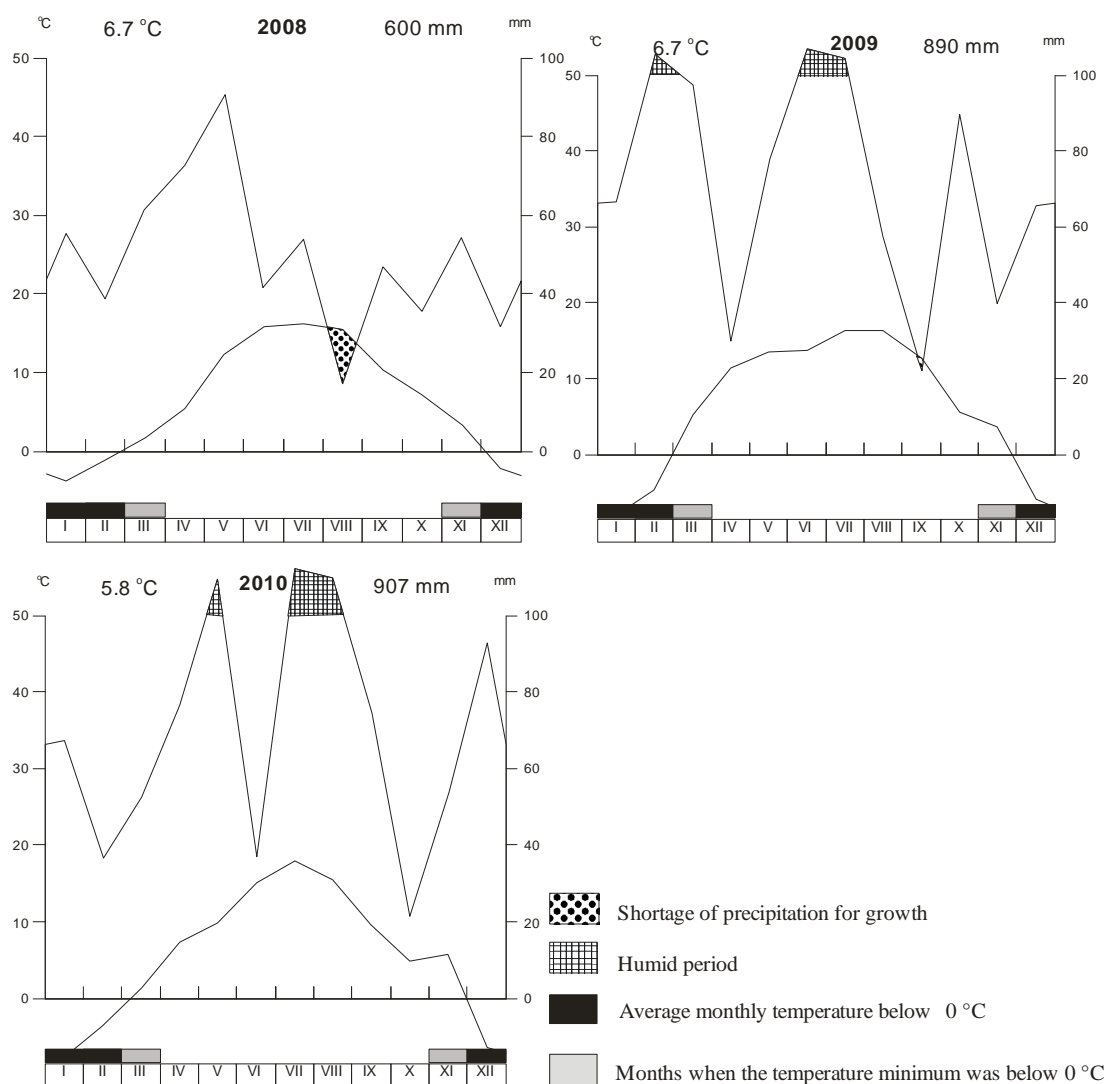 °C 6.7 °C 2008 600 mm mm
50 100
40 80
30 60
20 40
10 20
0 0
I II III IV V VI VII VIII IX X XI XII
°C 6.7 °C 2009 890 mm mm
50 100
40 80
30 60
20 40
10 20
0 0
I II III IV V VI VII VIII IX X XI XII
°C 5.8 °C 2010 907 mm mm
50 100
40 80
30 60
20 40
10 20
0 0
I II III IV V VI VII VIII IX X XI XII
Shortage of precipitation for growth
Humid period
Average monthly temperature below 0 °C
Months when the temperature minimum was below 0 °C